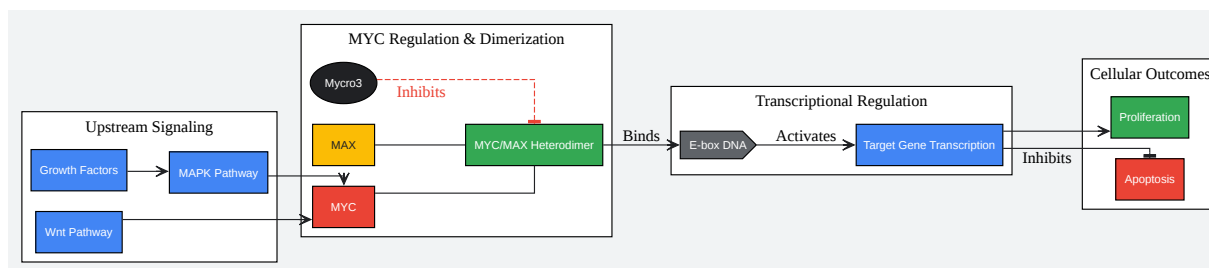 Upstream Signaling
Growth Factors
MAPK Pathway
Wnt Pathway
MYC Regulation & Dimerization
Mycro3
Inhibits
MAX
MYC/MAX Heterodimer
MYC
Binds
Transcriptional Regulation
E-box DNA
Activates
Target Gene Transcription
Inhibits
Cellular Outcomes
Proliferation
Apoptosis